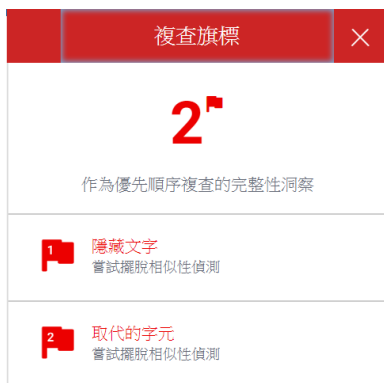 複查旗標
2
作為優先順序複查的完整性洞察
1
隱藏文字
嘗試擺脫相似性偵測
2
取代的字元
嘗試擺脫相似性偵測